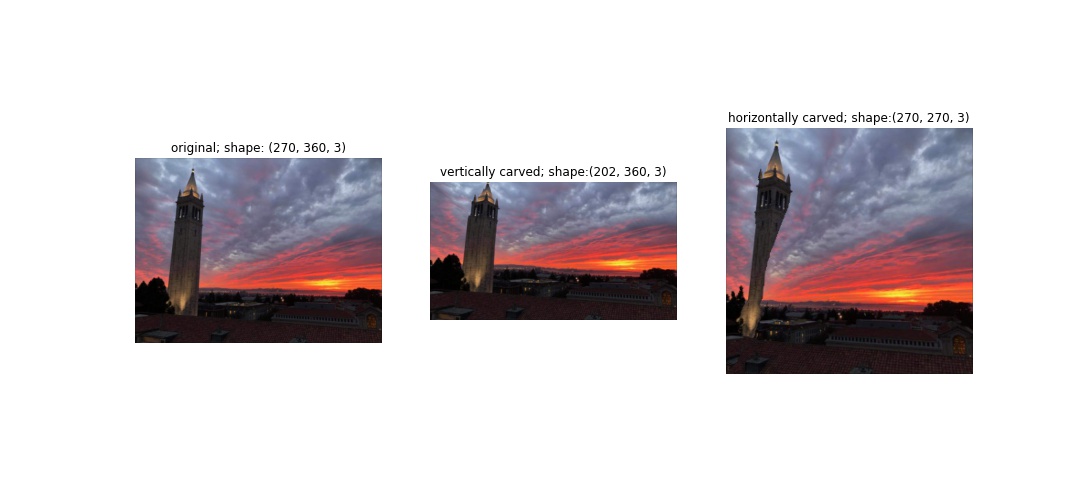 original; shape: (270, 360, 3)
vertically carved; shape:(202, 360, 3)
horizontally carved; shape:(270, 270, 3)